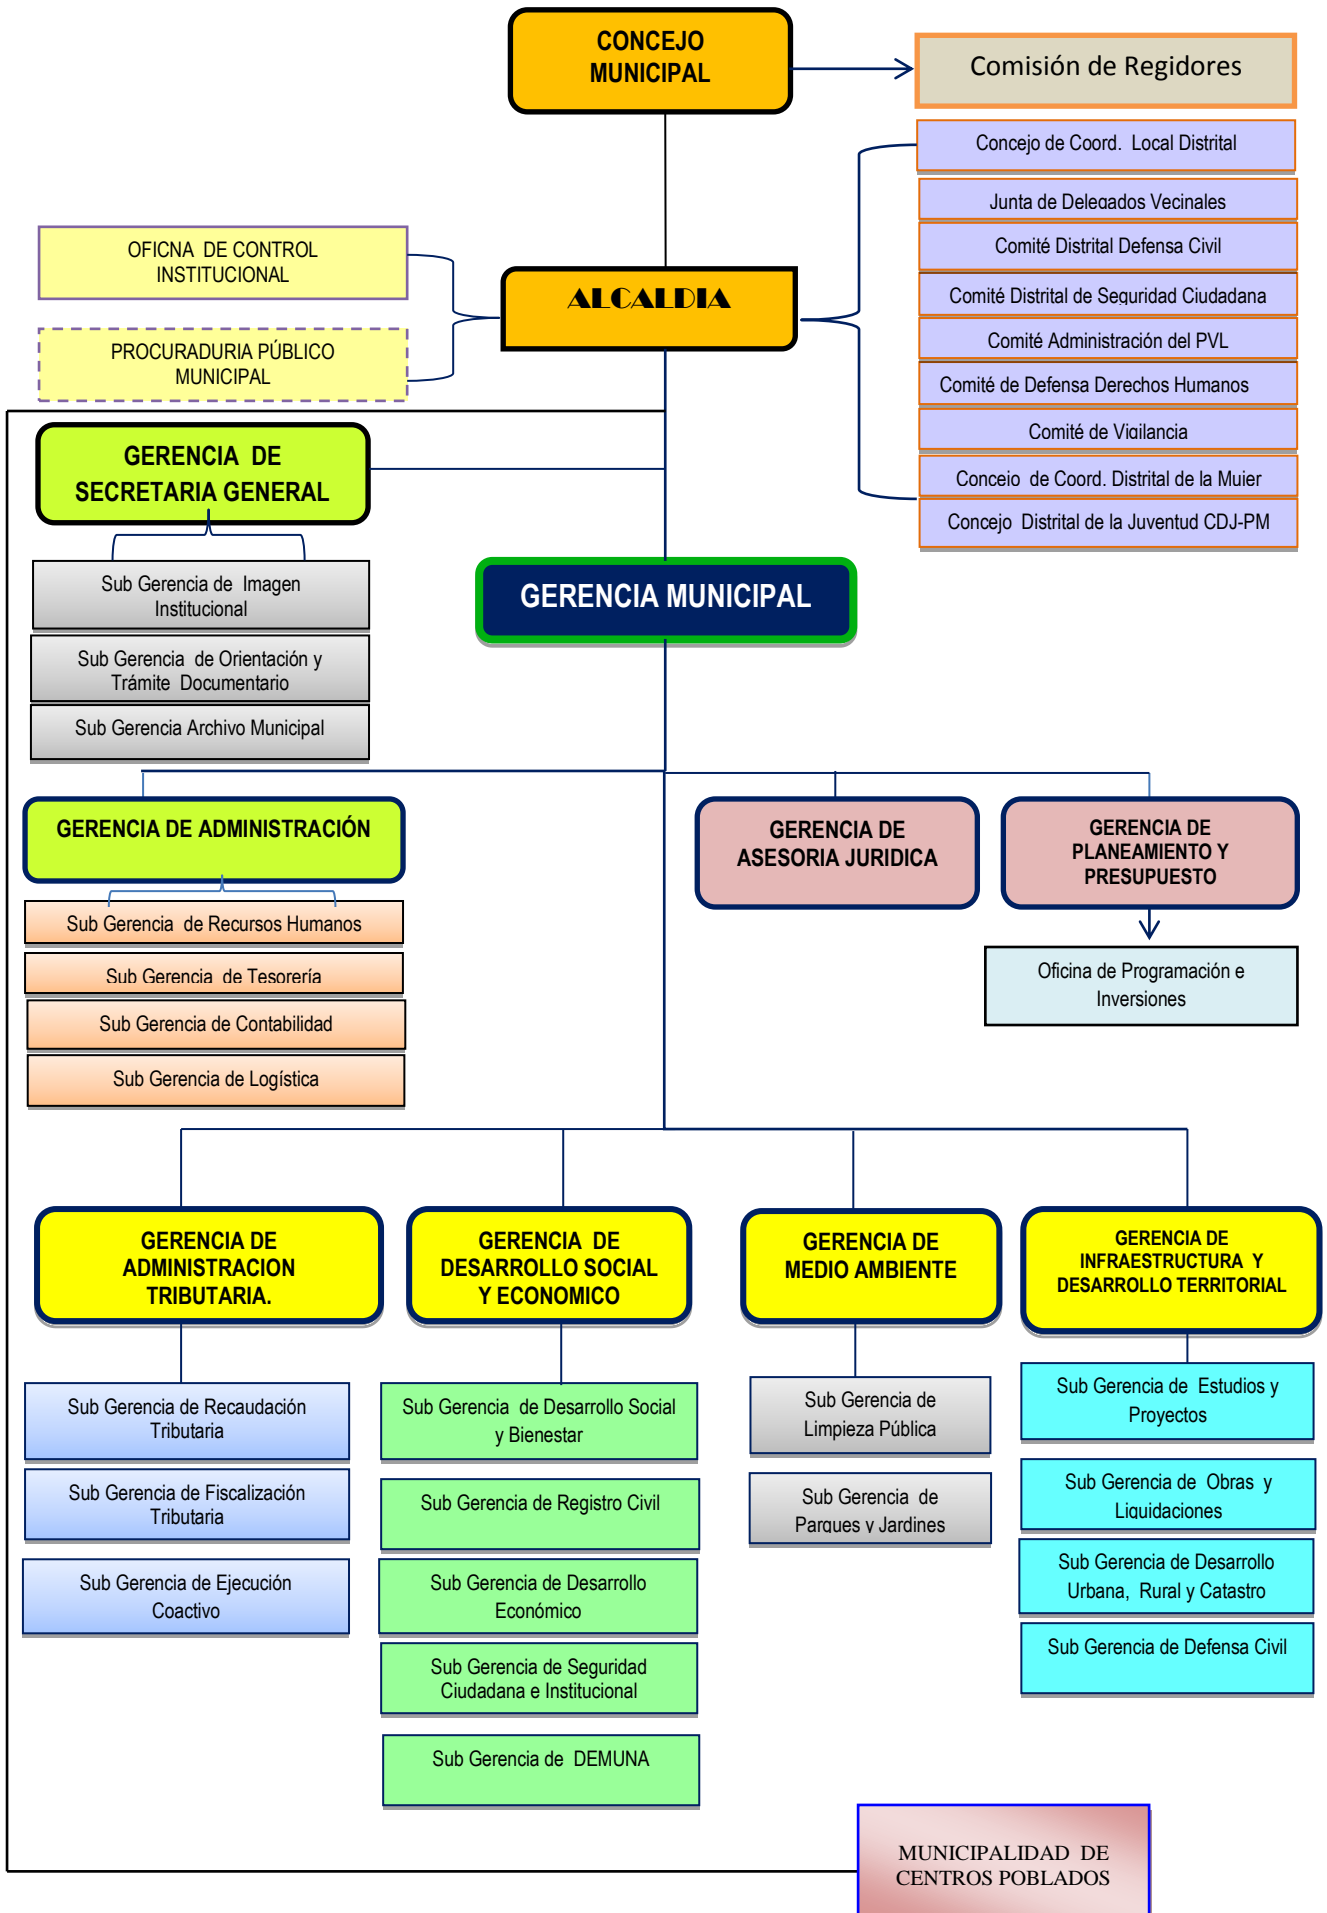 CONCEJO
MUNICIPAL
Comisión de Regidores
Concejo de Coord. Local Distrital
Junta de Delegados Vecinales
Comité Distrital Defensa Civil
Comité Distrital de Seguridad Ciudadana
Comité Administración del PVL
Comité de Defensa Derechos Humanos
Comité de Vigilancia
Concejo de Coord. Distrital de la Mujer
Concejo Distrital de la Juventud CDJ-PM
OFICNA DE CONTROL
INSTITUCIONAL
ALCALDIA
PROCURADURIA PÚBLICO
MUNICIPAL
GERENCIA DE
SECRETARIA GENERAL
Sub Gerencia de Imagen
Institucional
Sub Gerencia de Orientación y
Trámite Documentario
Sub Gerencia Archivo Municipal
GERENCIA MUNICIPAL
GERENCIA DE ADMINISTRACIÓN
Sub Gerencia de Recursos Humanos
Sub Gerencia de Tesorería
Sub Gerencia de Contabilidad
Sub Gerencia de Logística
GERENCIA DE
ASESORIA JURIDICA
GERENCIA DE
PLANEAMIENTO Y
PRESUPUESTO
Oficina de Programación e
Inversiones
GERENCIA DE
ADMINISTRACION
TRIBUTARIA.
Sub Gerencia de Recaudación
Tributaria
Sub Gerencia de Fiscalización
Tributaria
Sub Gerencia de Ejecución
Coactivo
GERENCIA DE
DESARROLLO SOCIAL
Y ECONOMICO
Sub Gerencia de Desarrollo Social
y Bienestar
Sub Gerencia de Registro Civil
Sub Gerencia de Desarrollo
Económico
Sub Gerencia de Seguridad
Ciudadana e Institucional
Sub Gerencia de DEMUNA
GERENCIA DE
MEDIO AMBIENTE
Sub Gerencia de
Limpieza Pública
Sub Gerencia de
Parques y Jardines
GERENCIA DE
INFRAESTRUCTURA Y
DESARROLLO TERRITORIAL
Sub Gerencia de Estudios y
Proyectos
Sub Gerencia de Obras y
Liquidaciones
Sub Gerencia de Desarrollo
Urbana, Rural y Catastro
Sub Gerencia de Defensa Civil
MUNICIPALIDAD DE
CENTROS POBLADOS